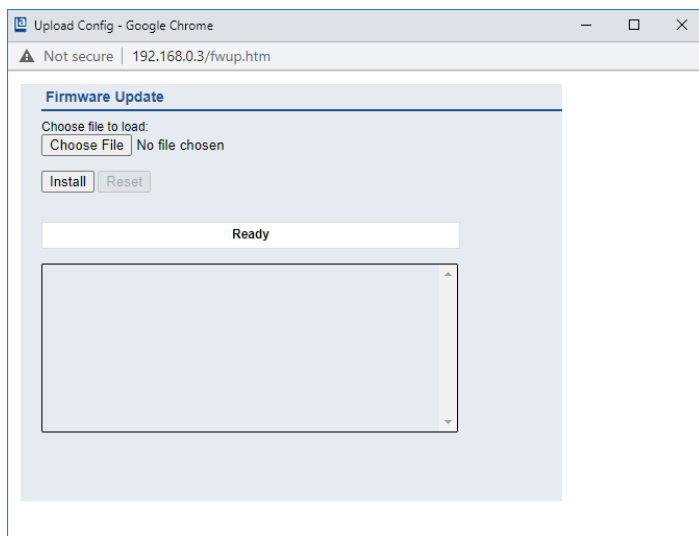 Upload Config - Google Chrome
Not secure | 192.168.0.3/fwup.htm
Firmware Update
Choose file to load:
Choose File No file chosen
Install Reset
Ready